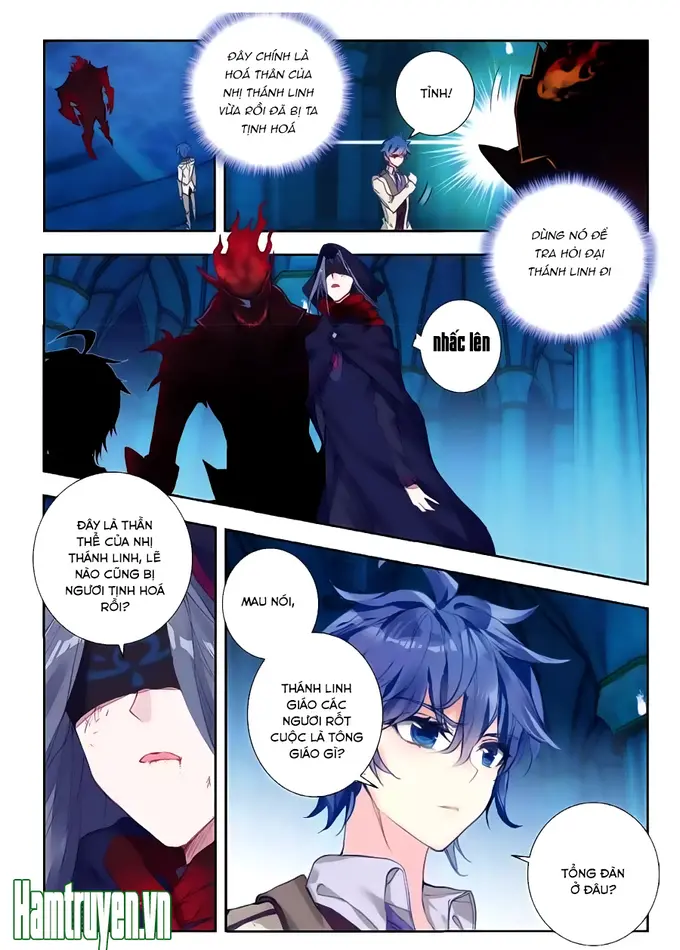 ĐÂY CHÍNH LÀ
HOÁ THÂN CỦA
NHỊ THÁNH LINH
VỪA RỒI ĐÃ BỊ TA
TỊNH HOÁ
TỈNH!
DÙNG NÓ ĐỂ
TRA HỎI ĐẠI
THÁNH LINH ĐI
nhấc lên
ĐÂY LÀ THẦN
THỂ CỦA NHỊ
THÁNH LINH, LẼ
NÀO CŨNG BỊ
NGƯƠI TỊNH HOÁ
RỒI?
MAU NÓI,
THÁNH LINH
GIÁO CÁC
NGƯƠI RỐT
CUỘC LÀ TÔNG
GIÁO GÌ?
TỔNG ĐÀN
Ở ĐÂU?
Hamtruyen.vn